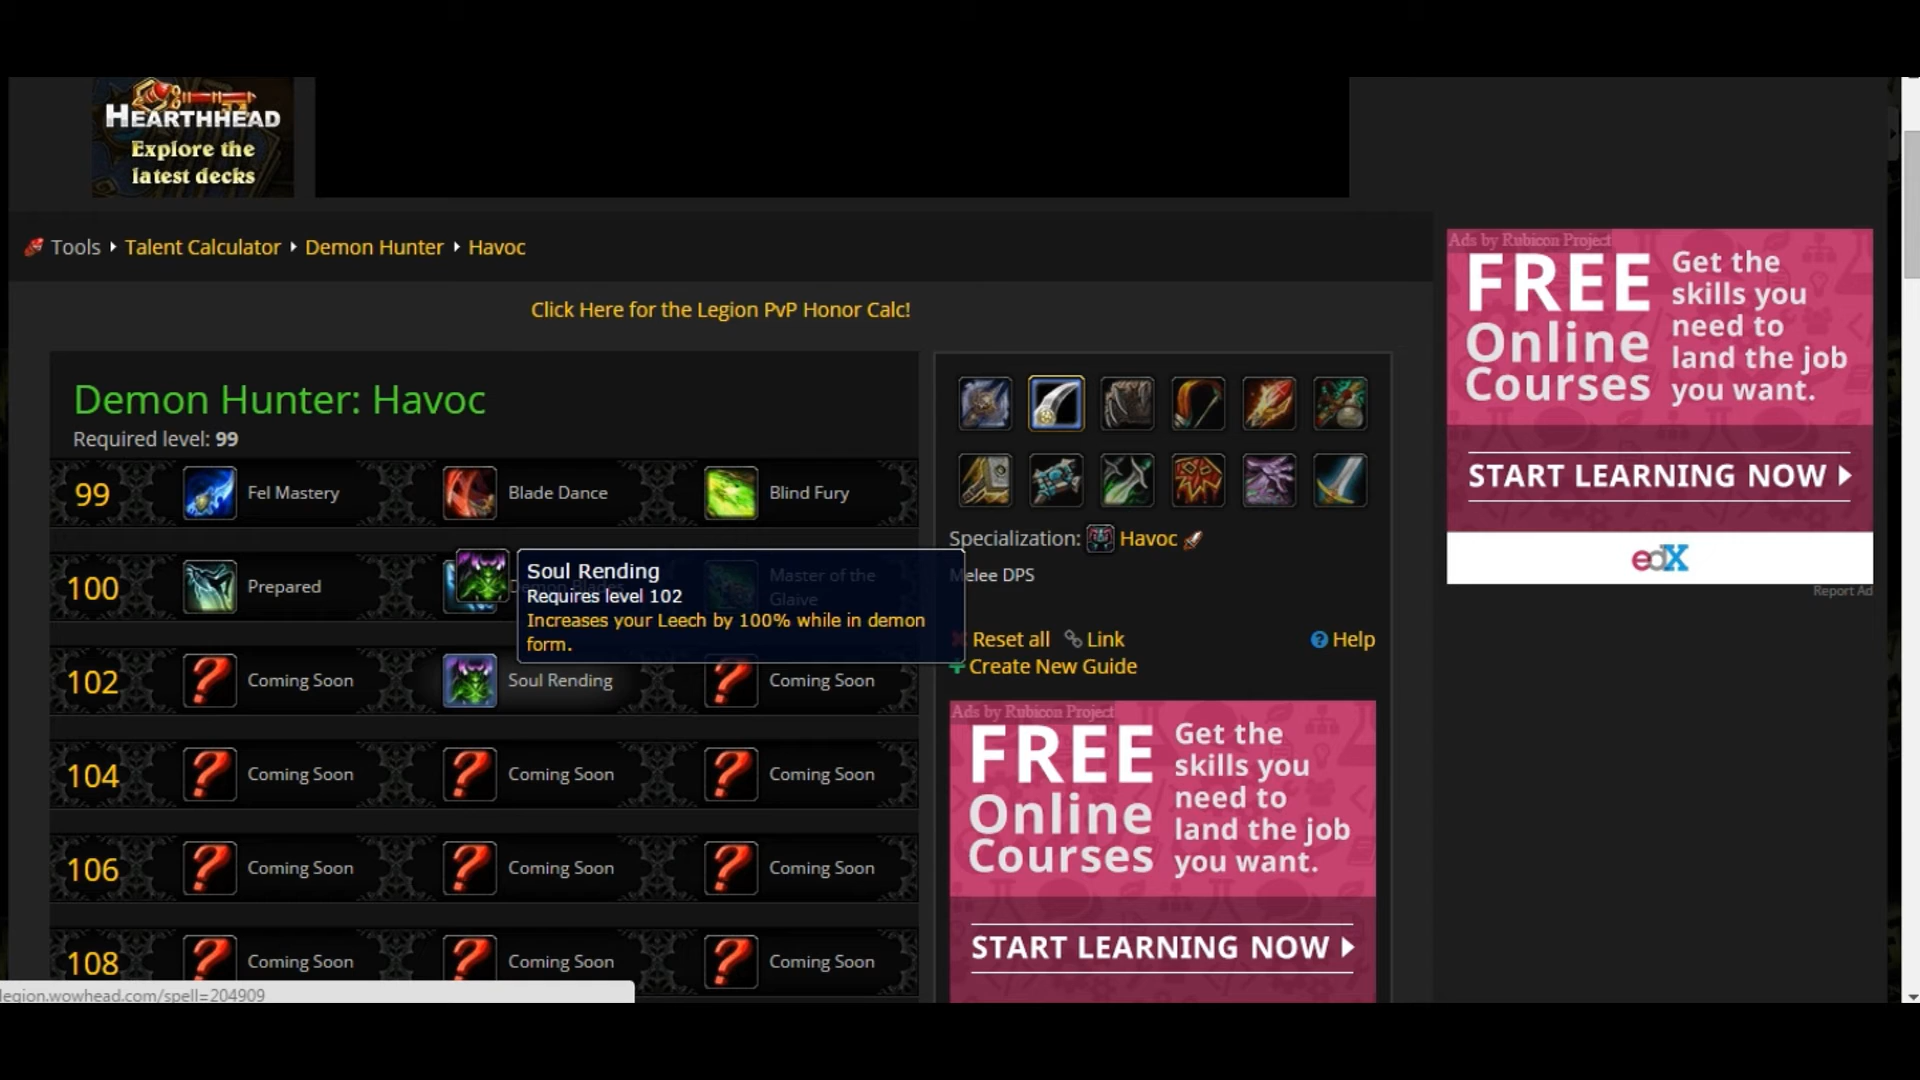 HEARTHHEAD
Explore the
latest decks
Tools Talent Calculator Demon Hunter Havoc
Click Here for the Legion PvP Honor Calc!
Demon Hunter: Havoc
Required level: 99
99 Fel Mastery Blade Dance Blind Fury
100 Prepared Demon Blades Master of the
Glaive
Soul Rending
Requires level 102
Increases your Leech by 100% while in demon
form.
102 Coming Soon Soul Rending Coming Soon
104 Coming Soon Coming Soon Coming Soon
106 Coming Soon Coming Soon Coming Soon
108 Coming Soon Coming Soon Coming Soon
legion.wowhead.com/spell=204909
Specialization: Havoc
Melee DPS
Reset all Link Help
Create New Guide
Ads by Rubicon Project
FREE
Online
Courses
Get the
skills you
need to
land the job
you want.
START LEARNING NOW
Ads by Rubicon Project
FREE
Online
Courses
Get the
skills you
need to
land the job
you want.
START LEARNING NOW
edX
Report Ad